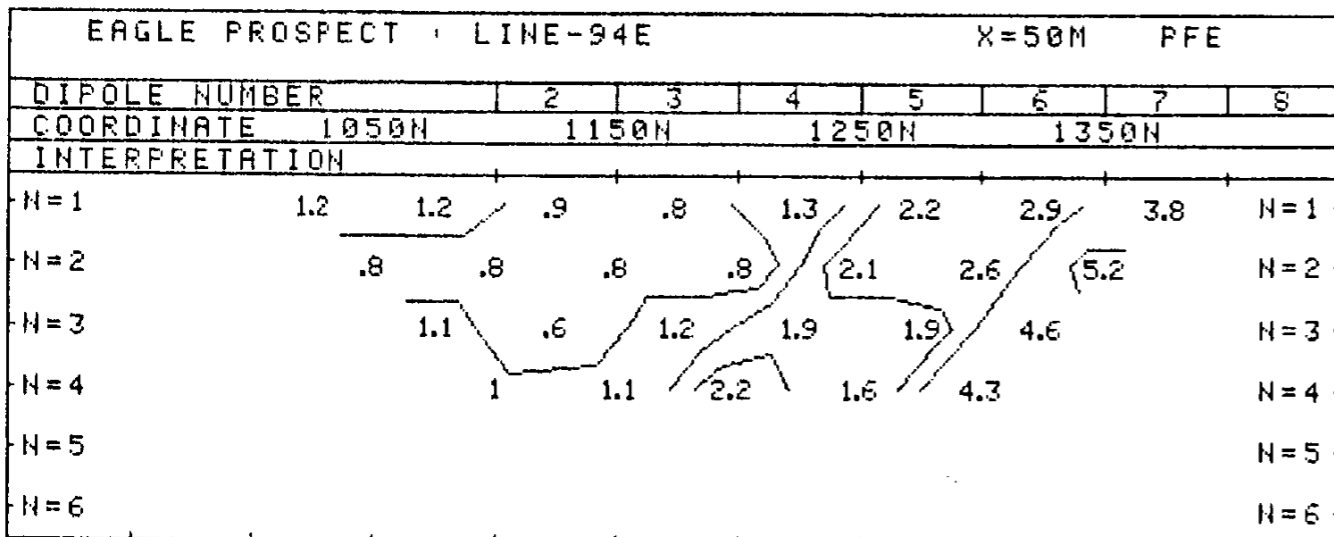 EAGLE PROSPECT : LINE-94E X=50M PFE
DIPOLE NUMBER 2 3 4 5 6 7 8
COORDINATE 1050N 1150N 1250N 1350N
INTERPRETATION
N=1 1.2 1.2 .9 .8 1.3 2.2 2.9 3.8 N=1
N=2 .8 .8 .8 .8 2.1 2.6 5.2 N=2
N=3 1.1 .6 1.2 1.9 1.9 4.6 N=3
N=4 1 1.1 2.2 1.6 4.3 N=4
N=5 N=5
N=6 N=6